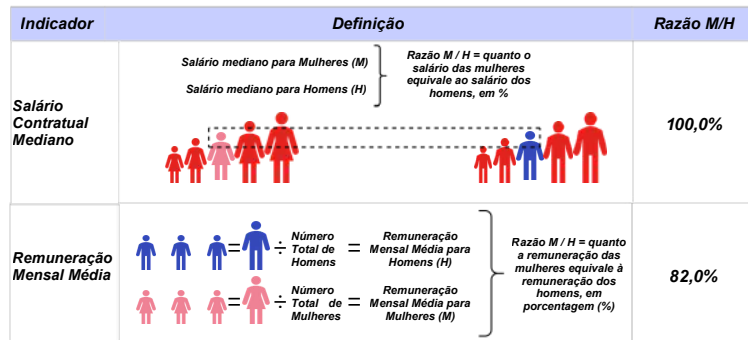 Indicador
Definição
Razão M/H
Salário
Contratual
Mediano
Salário mediano para Mulheres (M)
Salário mediano para Homens (H)
Razão M / H = quanto o
salário das mulheres
equivale ao salário dos
homens, em %
100,0%
Remuneração
Mensal Média
= ÷ Número
Total de
Homens
= Remuneração
Mensal Média para
Homens (H)
= ÷ Número
Total de
Mulheres
= Remuneração
Mensal Média para
Mulheres (M)
Razão M / H = quanto
a remuneração das
mulheres equivale à
remuneração dos
homens, em
porcentagem (%)
82,0%